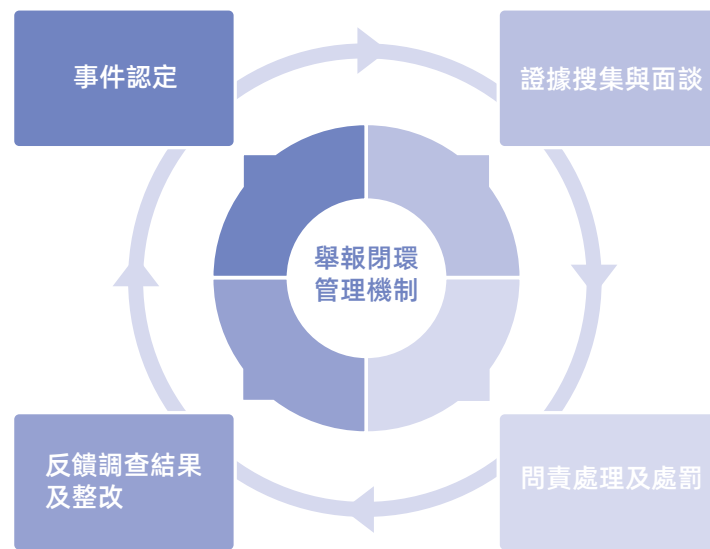 事件認定
證據搜集與面談
舉報閉環
管理機制
反饋調查結果
及整改
問責處理及處罰